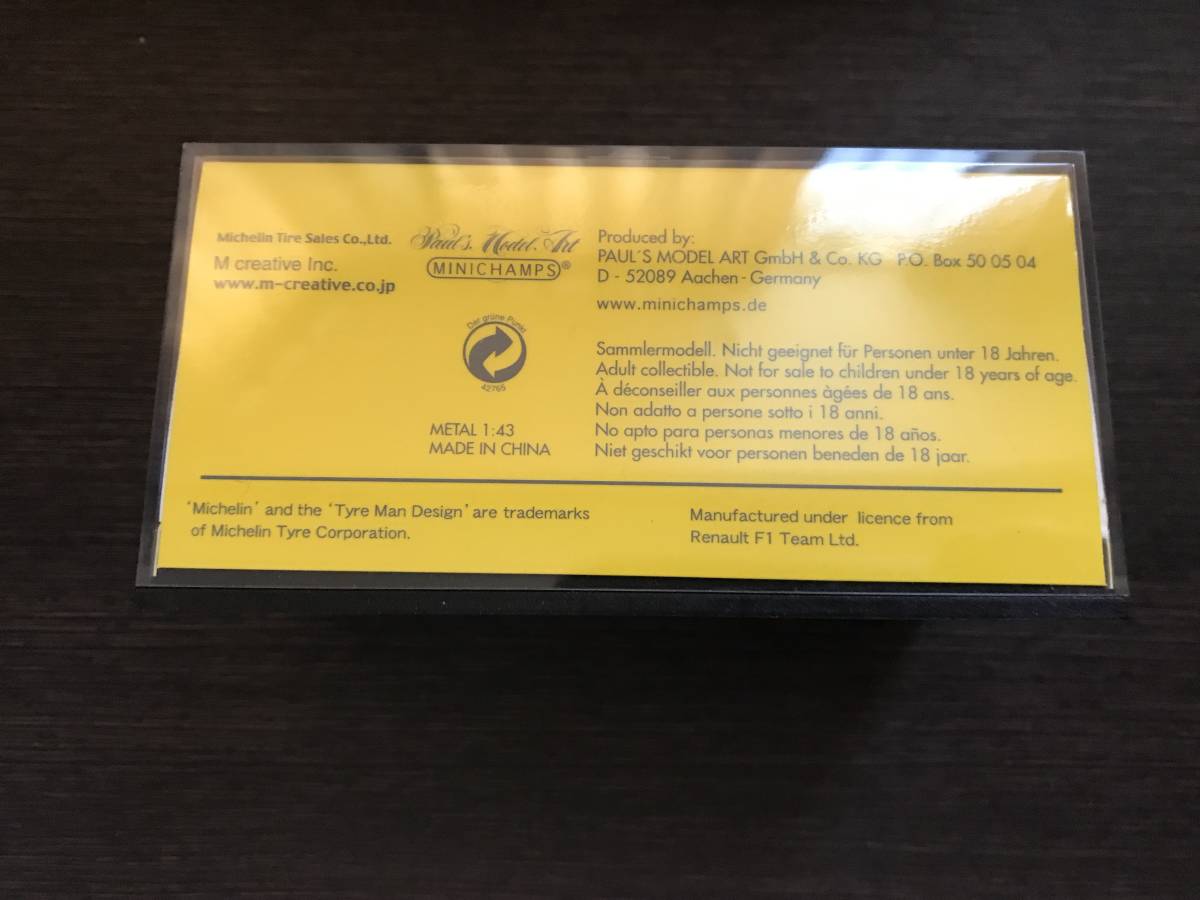 Michelin Tire Sales Co.,Ltd.
M creative Inc.
www.m-creative.co.jp
Paul's Model Art
MINICHAMPS®
Der grüne Punkt
42765
METAL 1:43
MADE IN CHINA
Produced by:
PAUL´S MODEL ART GmbH & Co. KG P.O. Box 50 05 04
D - 52089 Aachen - Germany
www.minichamps.de
Sammlermodell. Nicht geeignet für Personen unter 18 Jahren.
Adult collectible. Not for sale to children under 18 years of age.
À déconseiller aux personnes àgées de 18 ans.
Non adatto a persone sotto i 18 anni.
No apto para personas menores de 18 años.
Niet geschikt voor personen beneden de 18 jaar.
'Michelin' and the 'Tyre Man Design' are trademarks
of Michelin Tyre Corporation.
Manufactured under licence from
Renault F1 Team Ltd.